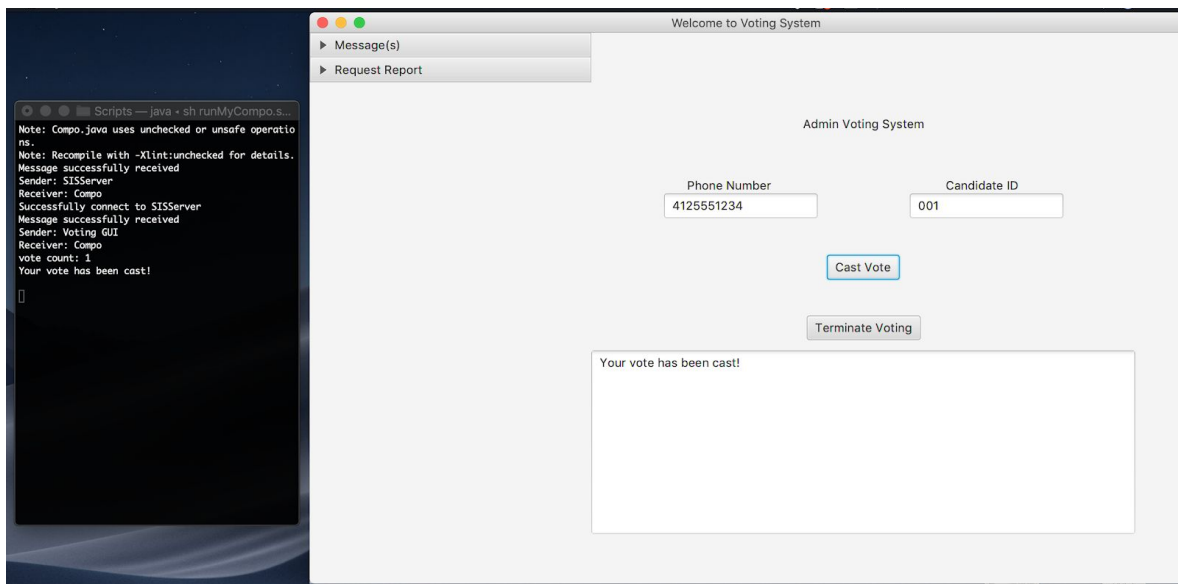 Scripts — java • sh runMyCompo.s...
Note: Compo.java uses unchecked or unsafe operatio
ns.
Note: Recompile with -Xlint:unchecked for details.
Message successfully received
Sender: SISServer
Receiver: Compo
Successfully connect to SISServer
Message successfully received
Sender: Voting GUI
Receiver: Compo
vote count: 1
Your vote has been cast!
Welcome to Voting System
Message(s)
Request Report
Admin Voting System
Phone Number
Candidate ID
4125551234
001
Cast Vote
Terminate Voting
Your vote has been cast!